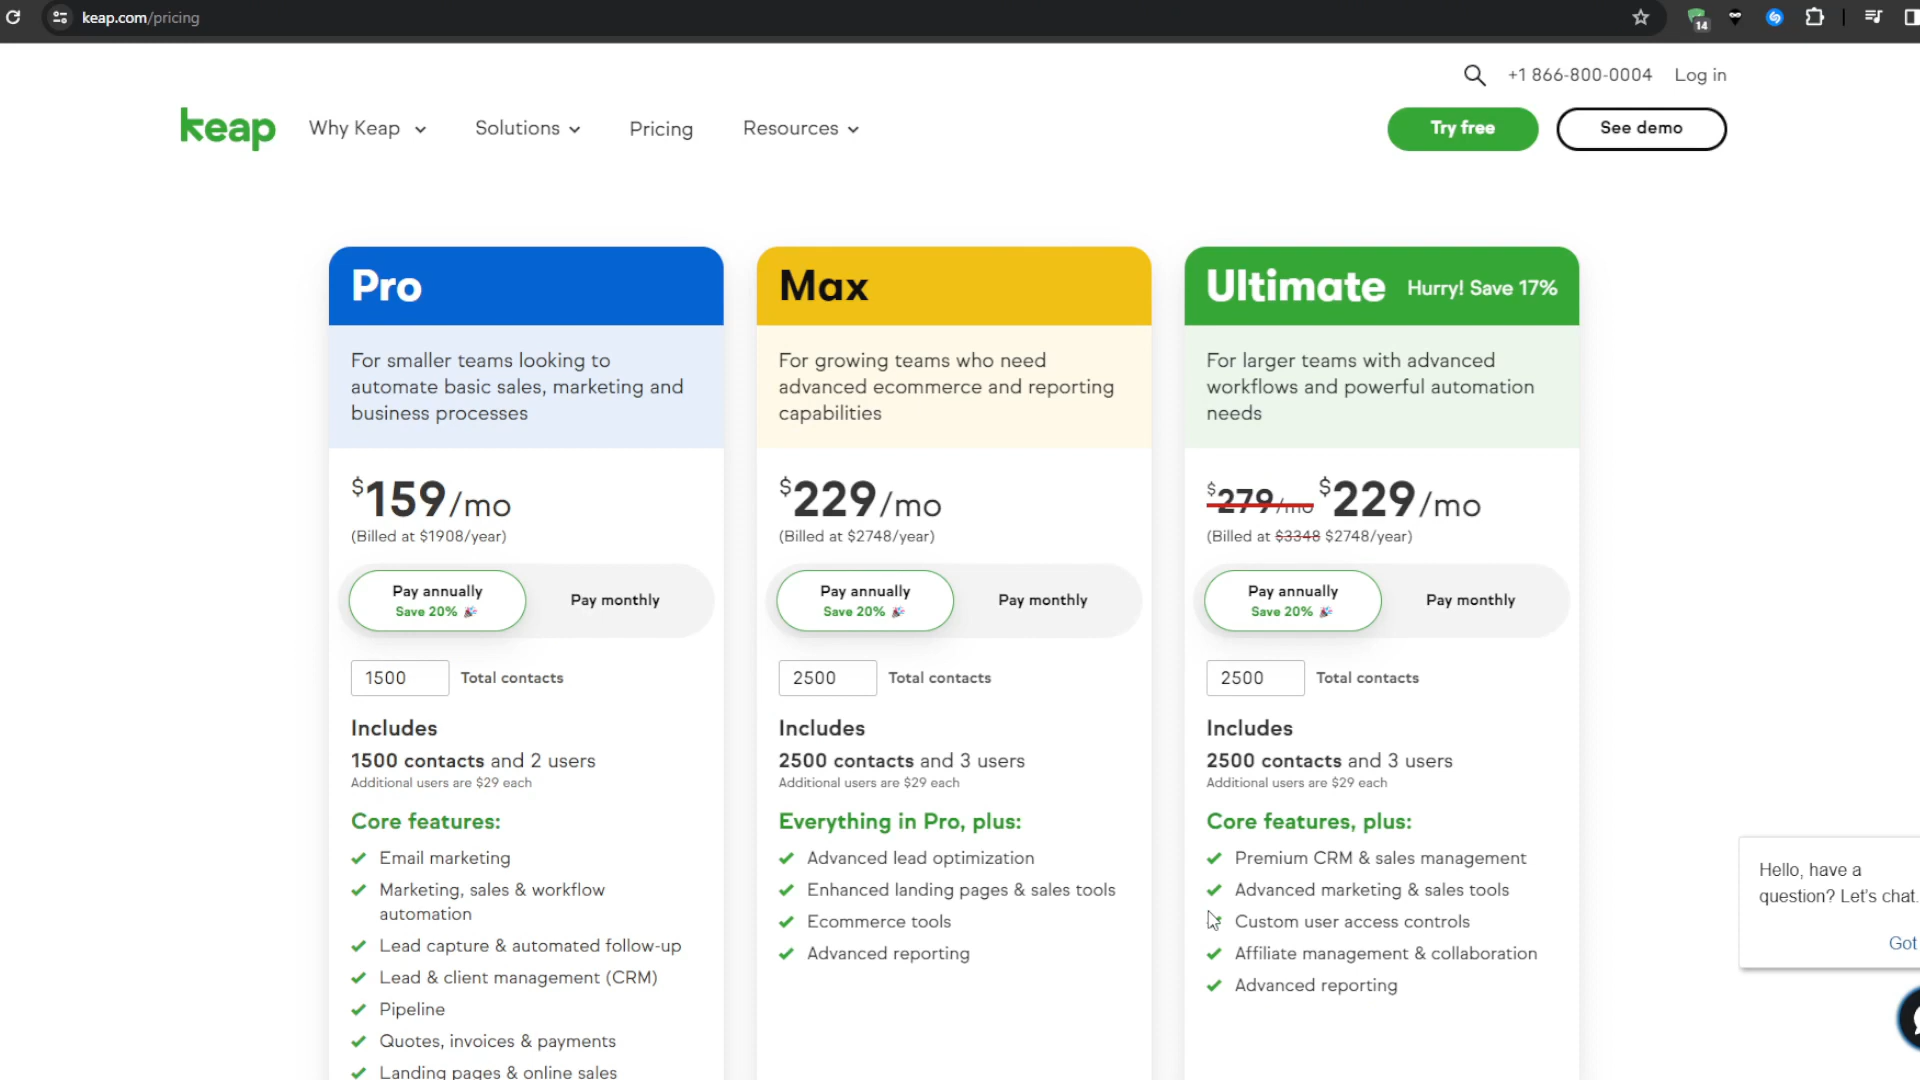 keap.com/pricing
14
+1 866-800-0004 Log in
keap Why Keap Solutions Pricing Resources Try free See demo
Pro
For smaller teams looking to
automate basic sales, marketing and
business processes
$159/mo
(Billed at $1908/year)
Pay annually
Save 20%
Pay monthly
1500 Total contacts
Includes
1500 contacts and 2 users
Additional users are $29 each
Core features:
Email marketing
Marketing, sales & workflow
automation
Lead capture & automated follow-up
Lead & client management (CRM)
Pipeline
Quotes, invoices & payments
Landing pages & online sales
Max
For growing teams who need
advanced ecommerce and reporting
capabilities
$229/mo
(Billed at $2748/year)
Pay annually
Save 20%
Pay monthly
2500 Total contacts
Includes
2500 contacts and 3 users
Additional users are $29 each
Everything in Pro, plus:
Advanced lead optimization
Enhanced landing pages & sales tools
Ecommerce tools
Advanced reporting
Ultimate Hurry! Save 17%
For larger teams with advanced
workflows and powerful automation
needs
$279/mo $229/mo
(Billed at $3348 $2748/year)
Pay annually
Save 20%
Pay monthly
2500 Total contacts
Includes
2500 contacts and 3 users
Additional users are $29 each
Core features, plus:
Premium CRM & sales management
Advanced marketing & sales tools
Custom user access controls
Affiliate management & collaboration
Advanced reporting
Hello, have a
question? Let's chat.
Got